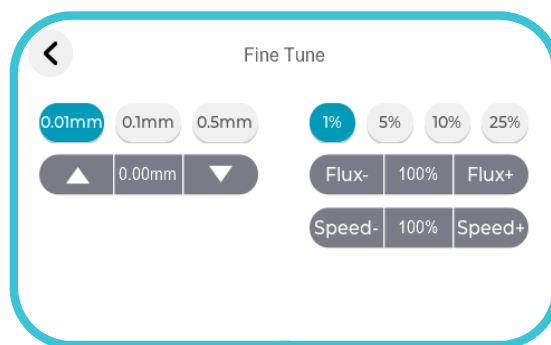 Fine Tune
0.01mm 0.1mm 0.5mm 1% 5% 10% 25%
0.00mm Flux- 100% Flux+
Speed- 100% Speed+